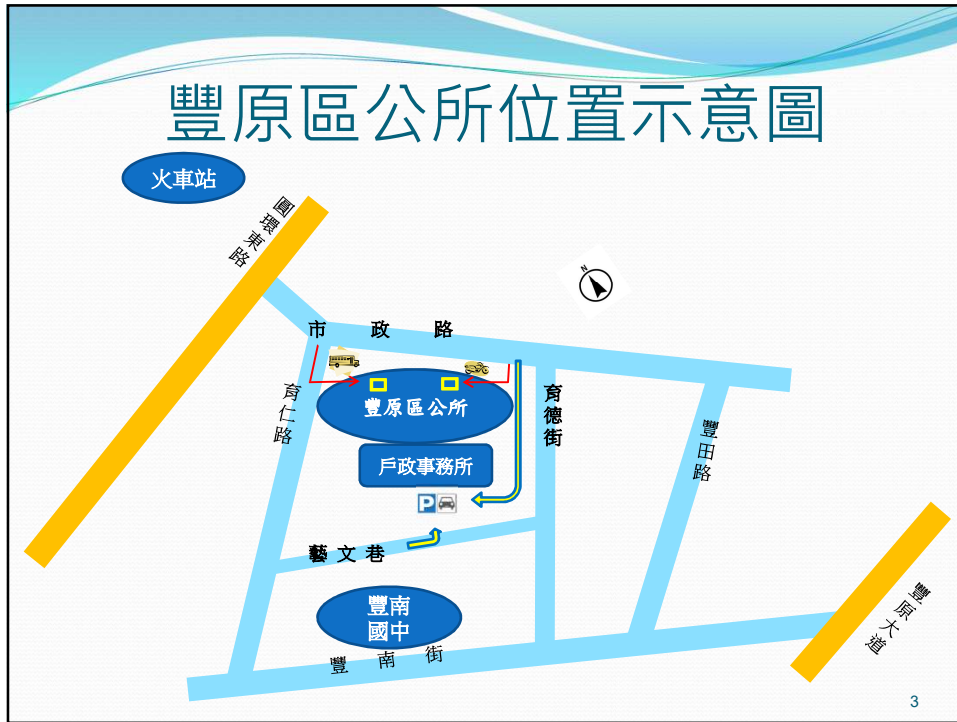 豐原區公所位置示意圖
火車站
圓環東路
N
市政路
育仁路
豐原區公所
育德街
豐田路
戶政事務所
P
藝文巷
豐南
國中
豐南街
豐原大道
3